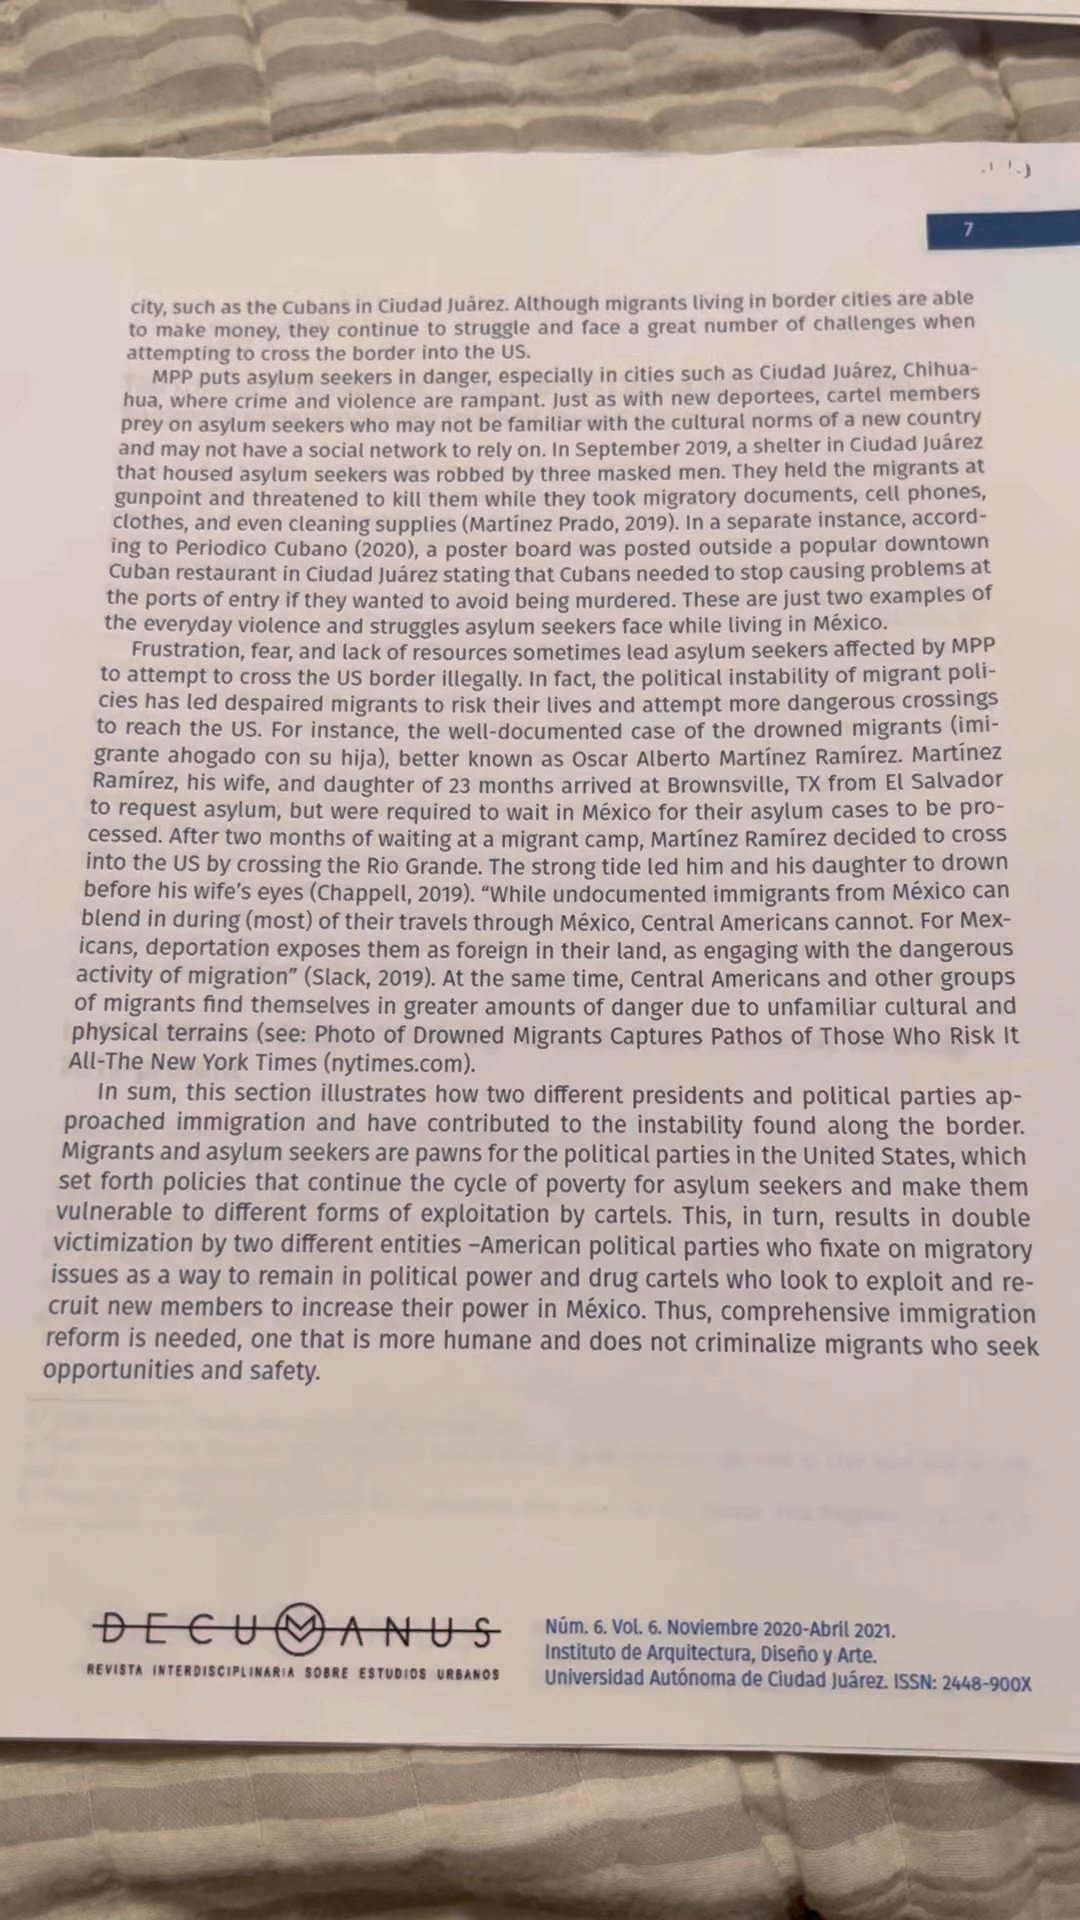 7
city, such as the Cubans in Ciudad Juárez. Although migrants living in border cities are able
to make money, they continue to struggle and face a great number of challenges when
attempting to cross the border into the US.
MPP puts asylum seekers in danger, especially in cities such as Ciudad Juárez, Chihua-
hua, where crime and violence are rampant. Just as with new deportees, cartel members
prey on asylum seekers who may not be familiar with the cultural norms of a new country
and may not have a social network to rely on. In September 2019, a shelter in Ciudad Juárez
that housed asylum seekers was robbed by three masked men. They held the migrants at
gunpoint and threatened to kill them while they took migratory documents, cell phones,
clothes, and even cleaning supplies (Martínez Prado, 2019). In a separate instance, accord-
ing to Periodico Cubano (2020), a poster board was posted outside a popular downtown
Cuban restaurant in Ciudad Juárez stating that Cubans needed to stop causing problems at
the ports of entry if they wanted to avoid being murdered. These are just two examples of
the everyday violence and struggles asylum seekers face while living in México.
Frustration, fear, and lack of resources sometimes lead asylum seekers affected by MPP
to attempt to cross the US border illegally. In fact, the political instability of migrant poli-
cies has led despaired migrants to risk their lives and attempt more dangerous crossings
to reach the US. For instance, the well-documented case of the drowned migrants (imi-
grante ahogado con su hija), better known as Oscar Alberto Martínez Ramírez. Martínez
Ramírez, his wife, and daughter of 23 months arrived at Brownsville, TX from El Salvador
to request asylum, but were required to wait in México for their asylum cases to be pro-
cessed. After two months of waiting at a migrant camp, Martínez Ramírez decided to cross
into the US by crossing the Rio Grande. The strong tide led him and his daughter to drown
before his wife's eyes (Chappell, 2019). “While undocumented immigrants from México can
blend in during (most) of their travels through México, Central Americans cannot. For Mex-
icans, deportation exposes them as foreign in their land, as engaging with the dangerous
activity of migration” (Slack, 2019). At the same time, Central Americans and other groups
of migrants find themselves in greater amounts of danger due to unfamiliar cultural and
physical terrains (see: Photo of Drowned Migrants Captures Pathos of Those Who Risk It
All-The New York Times (nytimes.com).
In sum, this section illustrates how two different presidents and political parties ap-
proached immigration and have contributed to the instability found along the border.
Migrants and asylum seekers are pawns for the political parties in the United States, which
set forth policies that continue the cycle of poverty for asylum seekers and make them
vulnerable to different forms of exploitation by cartels. This, in turn, results in double
victimization by two different entities –American political parties who fixate on migratory
issues as a way to remain in political power and drug cartels who look to exploit and re-
cruit new members to increase their power in México. Thus, comprehensive immigration
reform is needed, one that is more humane and does not criminalize migrants who seek
opportunities and safety.
DECUMANUS
REVISTA INTERDISCIPLINARIA SOBRE ESTUDIOS URBANOS
Núm. 6. Vol. 6. Noviembre 2020-Abril 2021.
Instituto de Arquitectura, Diseño y Arte.
Universidad Autónoma de Ciudad Juárez. ISSN: 2448-900X